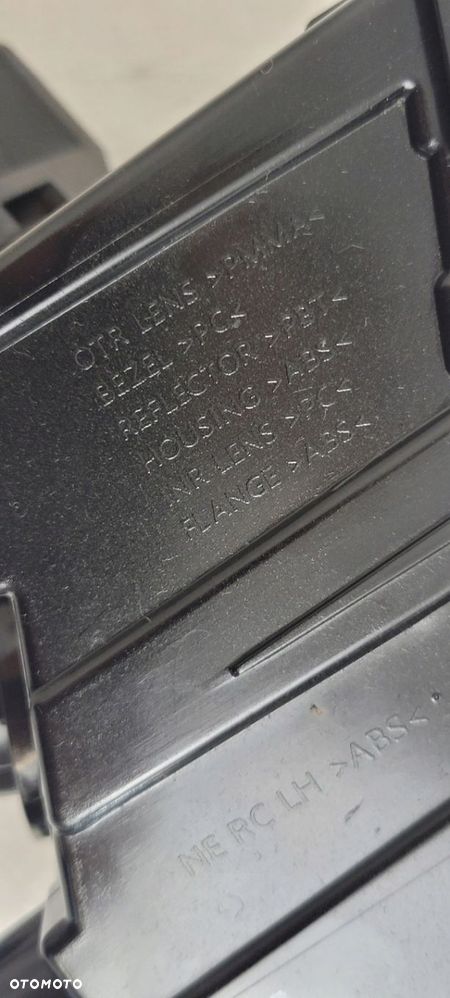 OTR LENS >PMMA<
BEZEL >PC<
REFLECTOR >PBT<
HOUSING >ABS<
INR LENS >PC<
FLANGE >ABS<
NE RC LH >ABS<
OTOMOTO